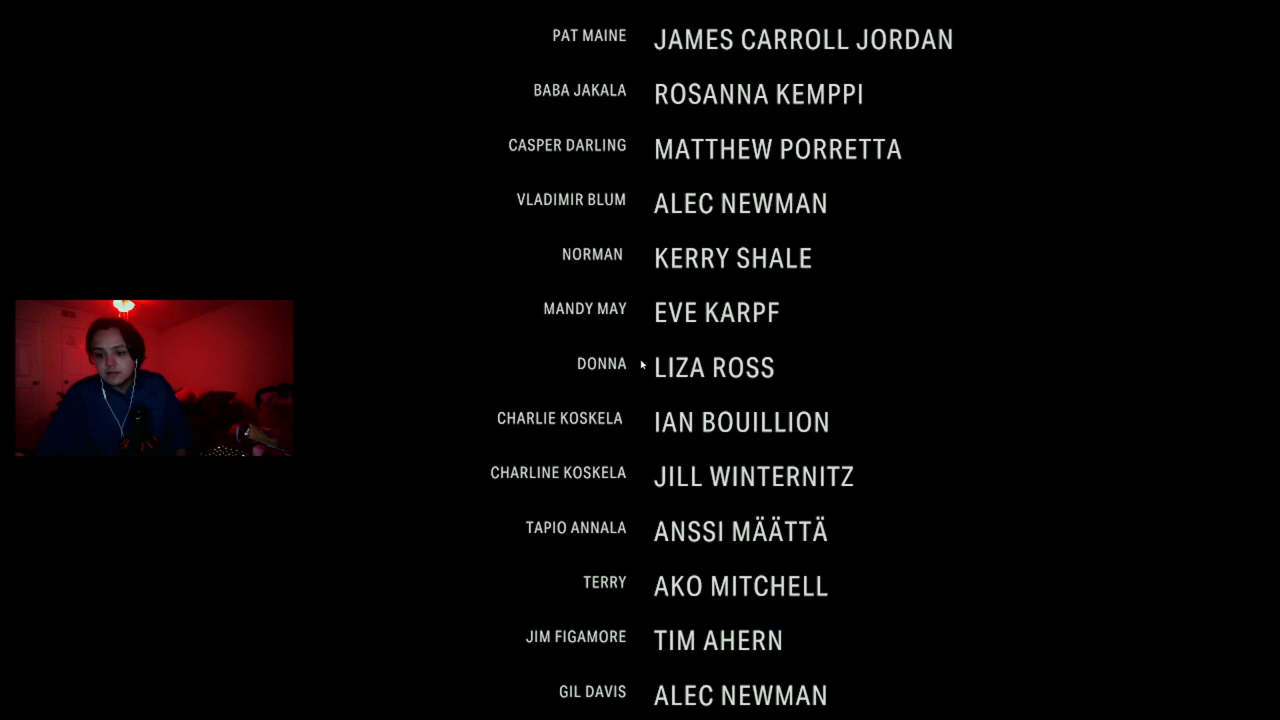 PAT MAINE JAMES CARROLL JORDAN
BABA JAKALA ROSANNA KEMPPI
CASPER DARLING MATTHEW PORRETTA
VLADIMIR BLUM ALEC NEWMAN
NORMAN KERRY SHALE
MANDY MAY EVE KARPF
DONNA LIZA ROSS
CHARLIE KOSKELA IAN BOUILLION
CHARLINE KOSKELA JILL WINTERNITZ
TAPIO ANNALA ANSSI MÄÄTTÄ
TERRY AKO MITCHELL
JIM FIGAMORE TIM AHERN
GIL DAVIS ALEC NEWMAN